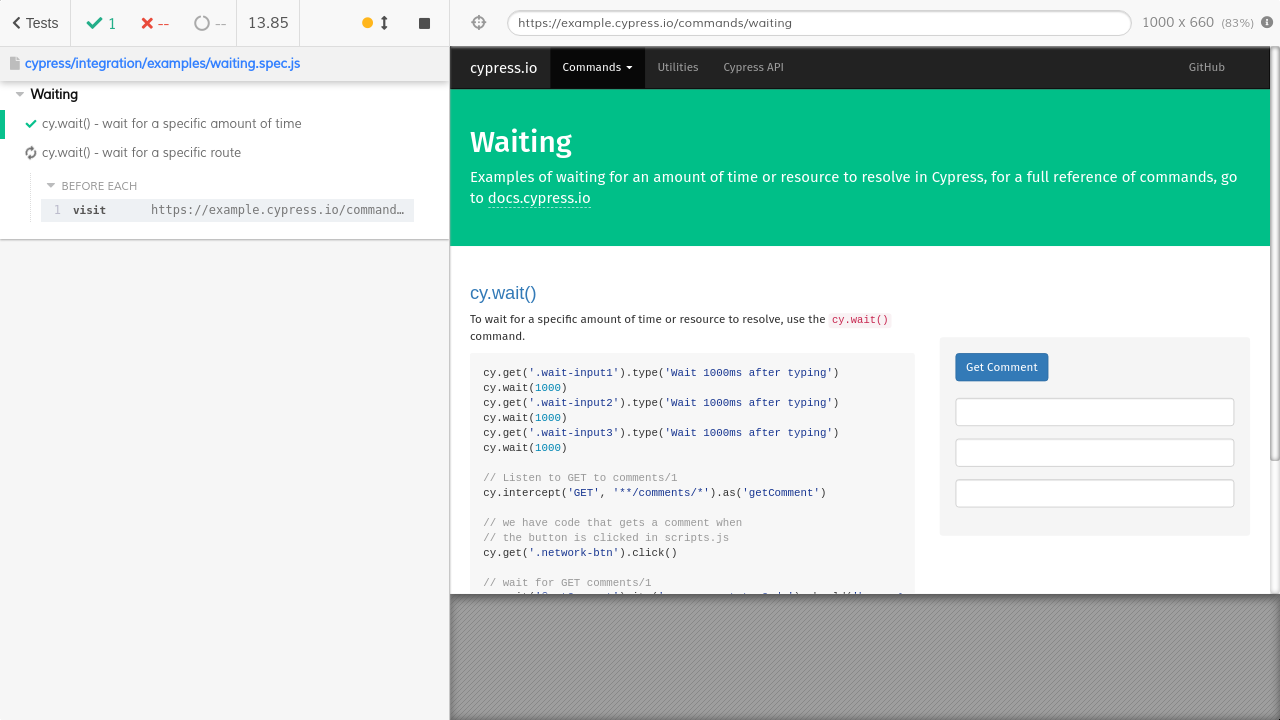 Tests 1 -- -- 13.85
https://example.cypress.io/commands/waiting 1000 x 660 (83%)
cypress/integration/examples/waiting.spec.js
Waiting
cy.wait() - wait for a specific amount of time
cy.wait() - wait for a specific route
BEFORE EACH
1 visit https://example.cypress.io/command…
cypress.io Commands Utilities Cypress API GitHub
Waiting
Examples of waiting for an amount of time or resource to resolve in Cypress, for a full reference of commands, go
to docs.cypress.io
cy.wait()
To wait for a specific amount of time or resource to resolve, use the cy.wait()
command.
cy.get('.wait-input1').type('Wait 1000ms after typing')
cy.wait(1000)
cy.get('.wait-input2').type('Wait 1000ms after typing')
cy.wait(1000)
cy.get('.wait-input3').type('Wait 1000ms after typing')
cy.wait(1000)
// Listen to GET to comments/1
cy.intercept('GET', '**/comments/*').as('getComment')
// we have code that gets a comment when
// the button is clicked in scripts.js
cy.get('.network-btn').click()
// wait for GET comments/1
Get Comment